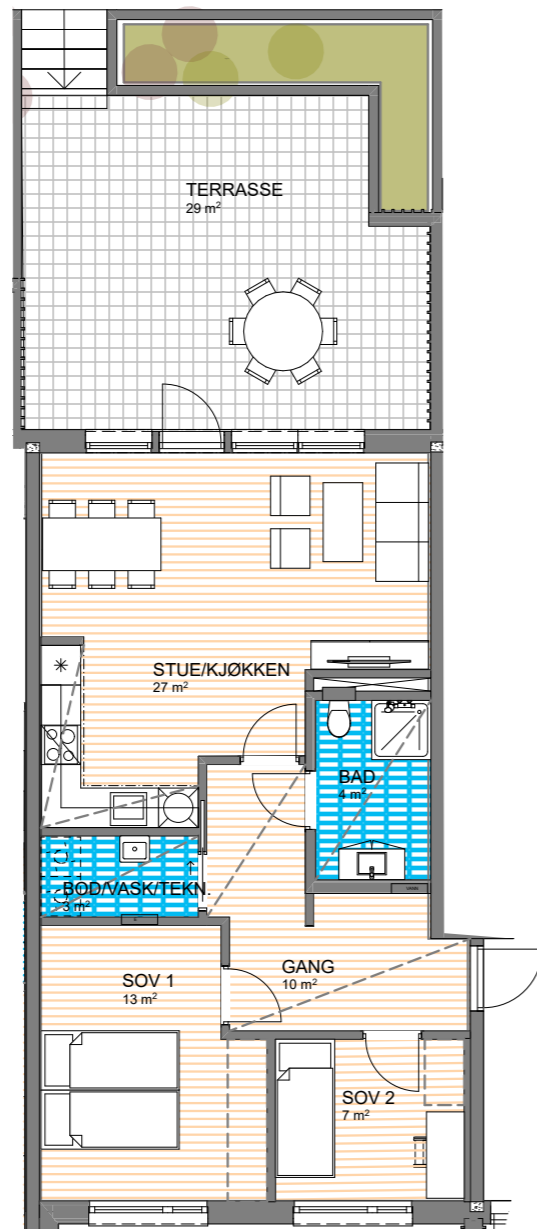 TERRASSE
29 m²
STUE/KJØKKEN
27 m²
BAD
4 m²
BOD/VASK/TEKN.
3 m²
SOV 1
13 m²
GANG
10 m²
SOV 2
7 m²